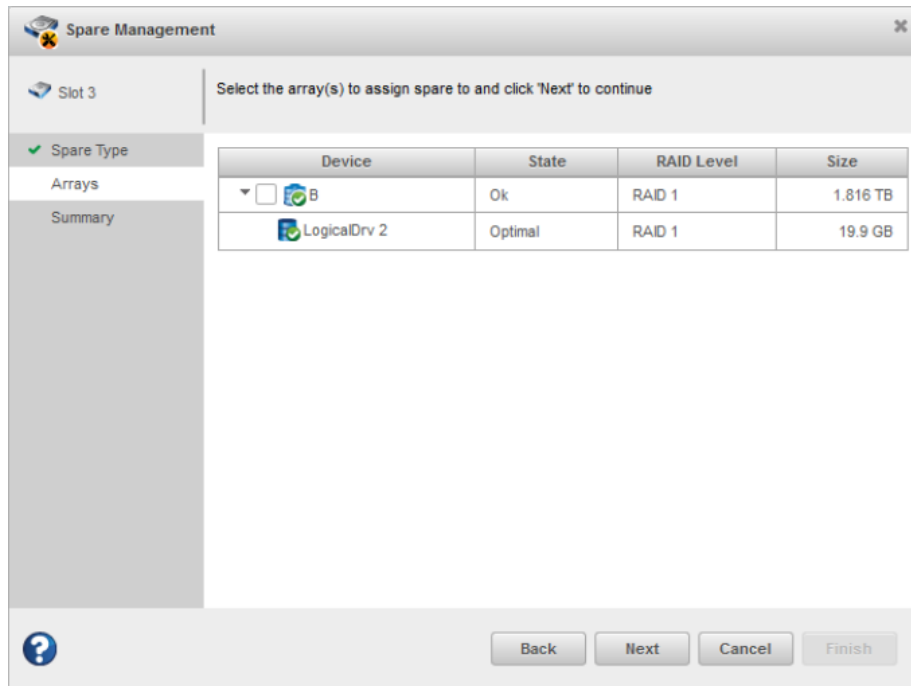 Spare Management
Slot 3
Select the array(s) to assign spare to and click 'Next' to continue
Spare Type
Arrays
Summary
Device State RAID Level Size
B Ok RAID 1 1.816 TB
LogicalDrv 2 Optimal RAID 1 19.9 GB
? Back Next Cancel Finish